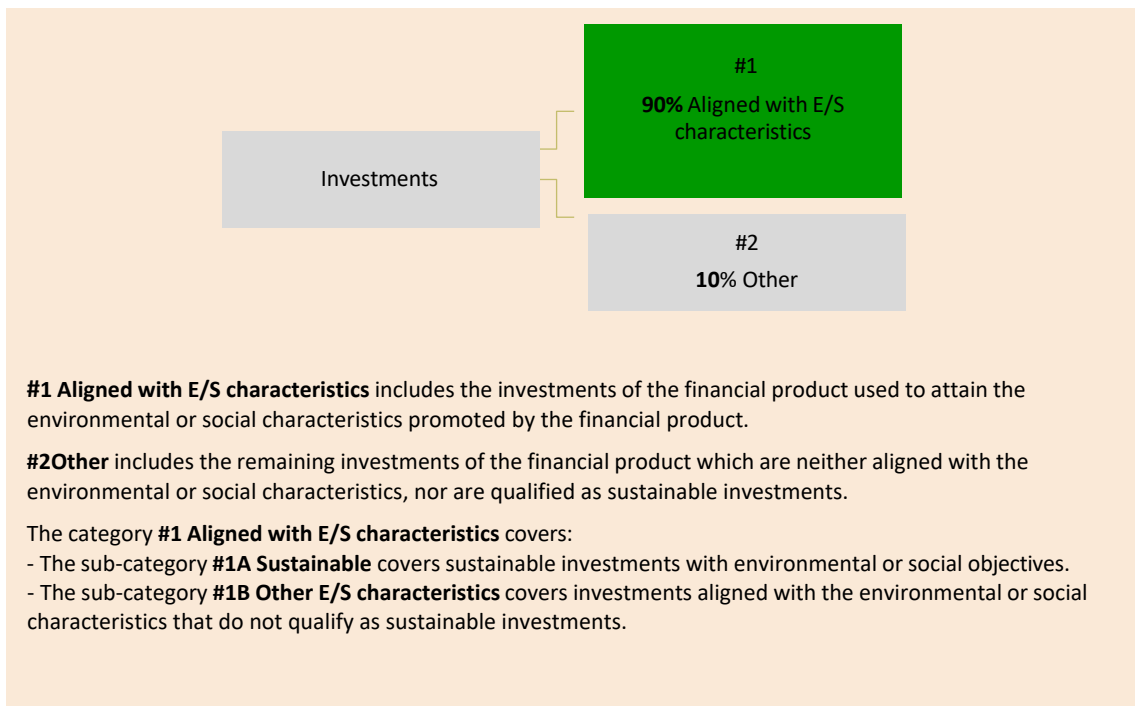 #1
90% Aligned with E/S
characteristics
Investments
#2
10% Other
#1 Aligned with E/S characteristics includes the investments of the financial product used to attain the
environmental or social characteristics promoted by the financial product.
#2Other includes the remaining investments of the financial product which are neither aligned with the
environmental or social characteristics, nor are qualified as sustainable investments.
The category #1 Aligned with E/S characteristics covers:
- The sub-category #1A Sustainable covers sustainable investments with environmental or social objectives.
- The sub-category #1B Other E/S characteristics covers investments aligned with the environmental or social
characteristics that do not qualify as sustainable investments.